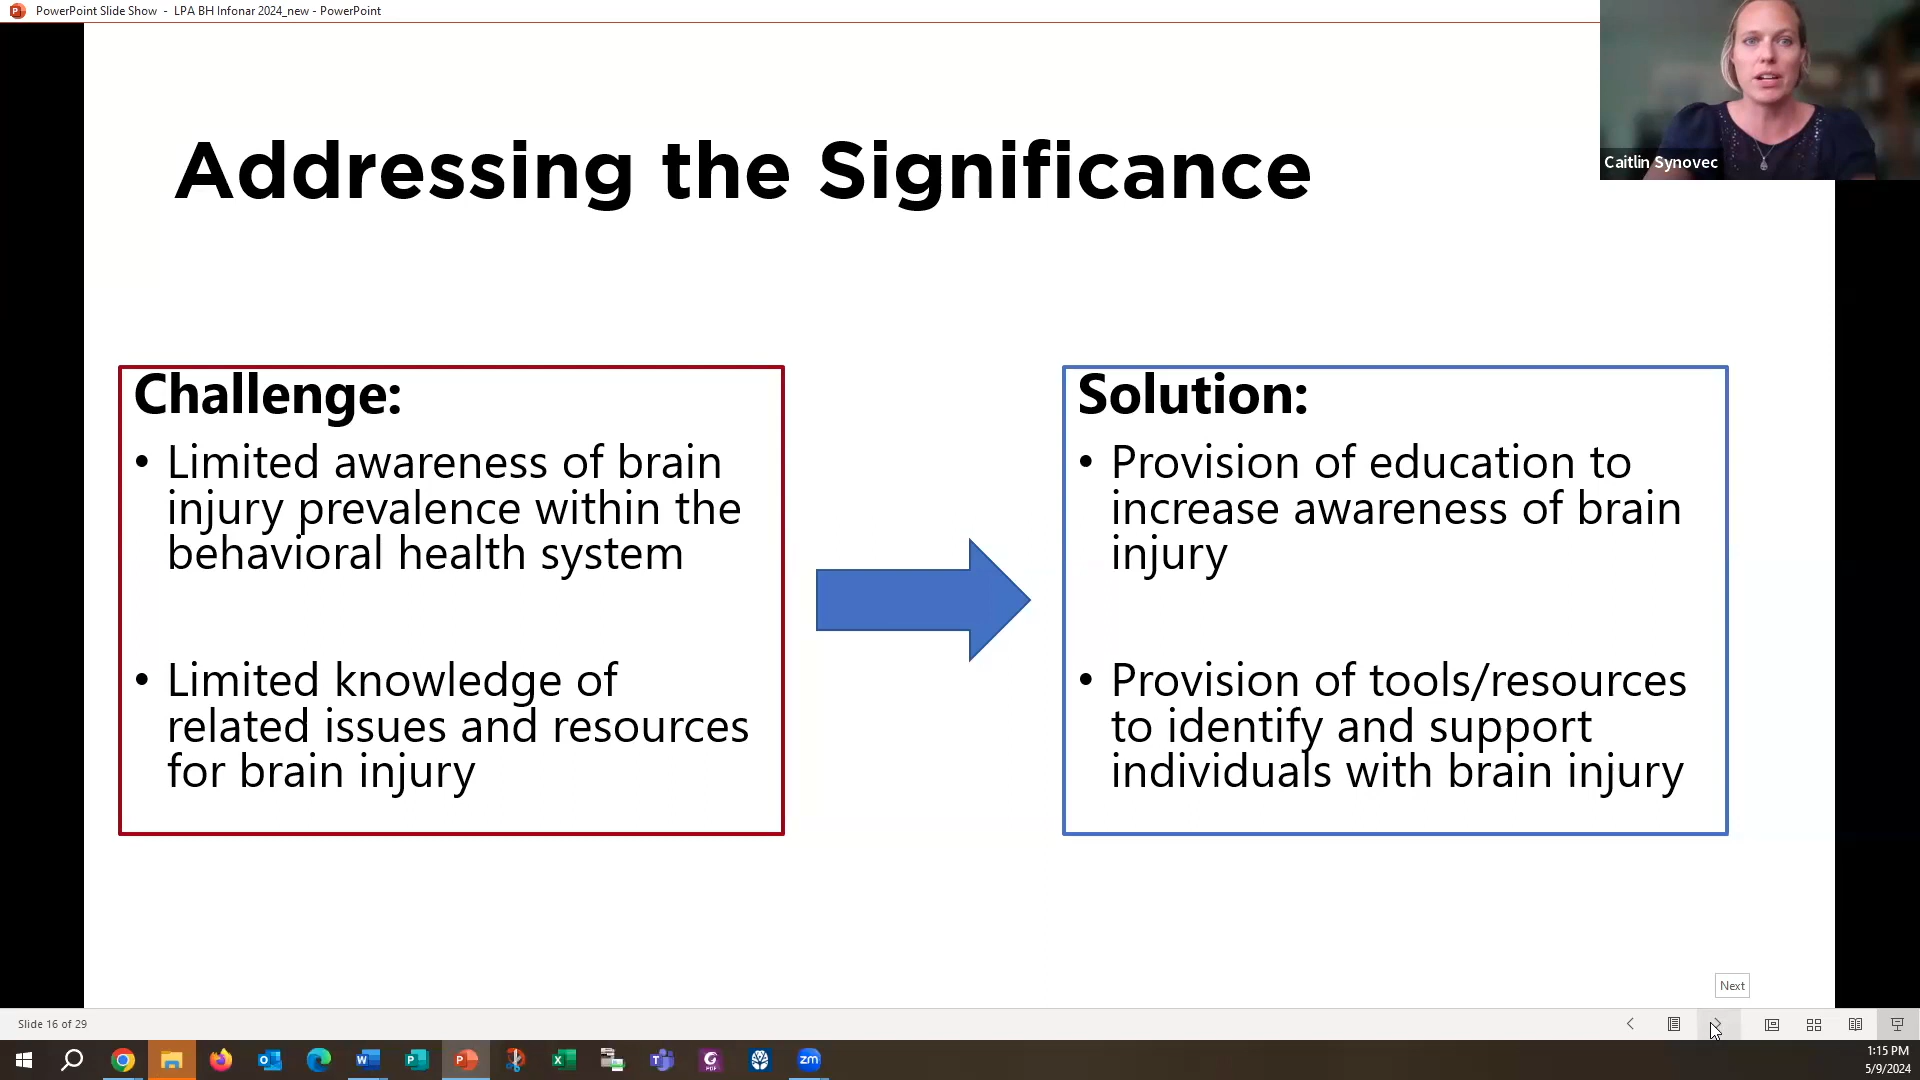 PowerPoint Slide Show - LPA BH Infonar 2024_new - PowerPoint
Caitlin Synovec
Addressing the Significance
Challenge:
• Limited awareness of brain
injury prevalence within the
behavioral health system
• Limited knowledge of
related issues and resources
for brain injury
Solution:
• Provision of education to
increase awareness of brain
injury
• Provision of tools/resources
to identify and support
individuals with brain injury
Next
Slide 16 of 29
zm
1:15 PM
5/9/2024